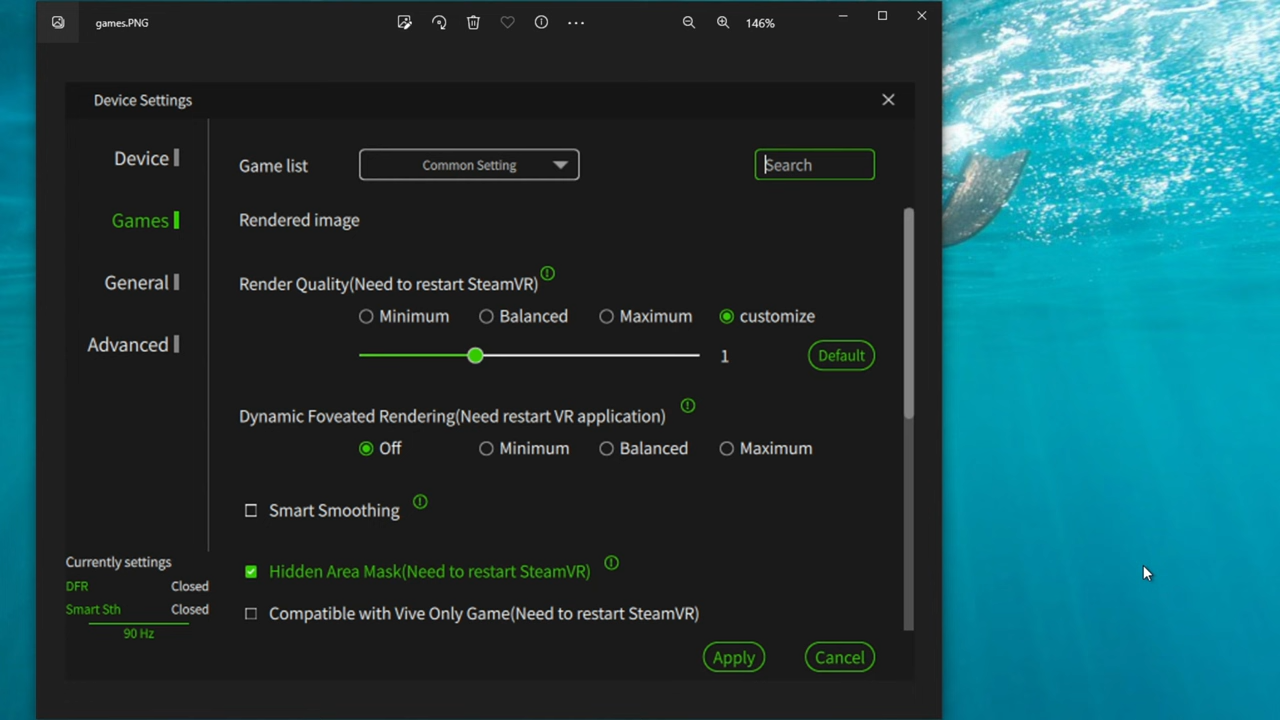 games.PNG
146%
Device Settings
Device
Game list
Common Setting
Search
Games
Rendered image
General
Render Quality(Need to restart SteamVR)
Minimum
Balanced
Maximum
customize
Advanced
1
Default
Dynamic Foveated Rendering(Need restart VR application)
Off
Minimum
Balanced
Maximum
Smart Smoothing
Currently settings
DFR Closed
Smart Sth Closed
90 Hz
Hidden Area Mask(Need to restart SteamVR)
Compatible with Vive Only Game(Need to restart SteamVR)
Apply
Cancel